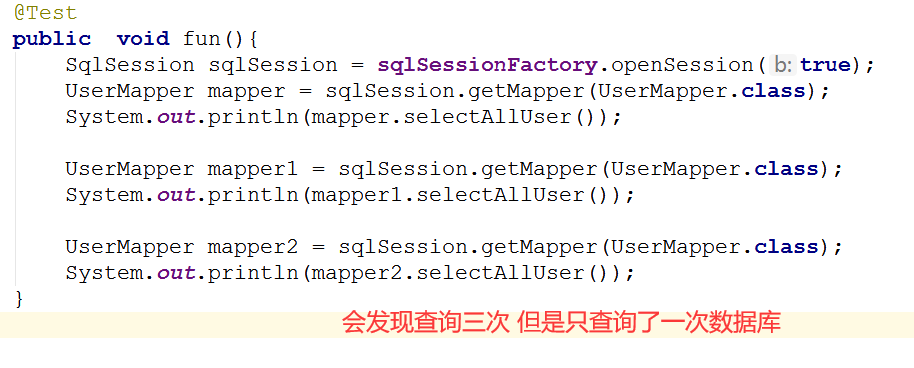 @Test
public  void fun(){
    SqlSession sqlSession = sqlSessionFactory.openSession( b: true);
    UserMapper mapper = sqlSession.getMapper(UserMapper.class);
    System.out.println(mapper.selectAllUser());

    UserMapper mapper1 = sqlSession.getMapper(UserMapper.class);
    System.out.println(mapper1.selectAllUser());

    UserMapper mapper2 = sqlSession.getMapper(UserMapper.class);
    System.out.println(mapper2.selectAllUser());
}
会发现查询三次 但是只查询了一次数据库